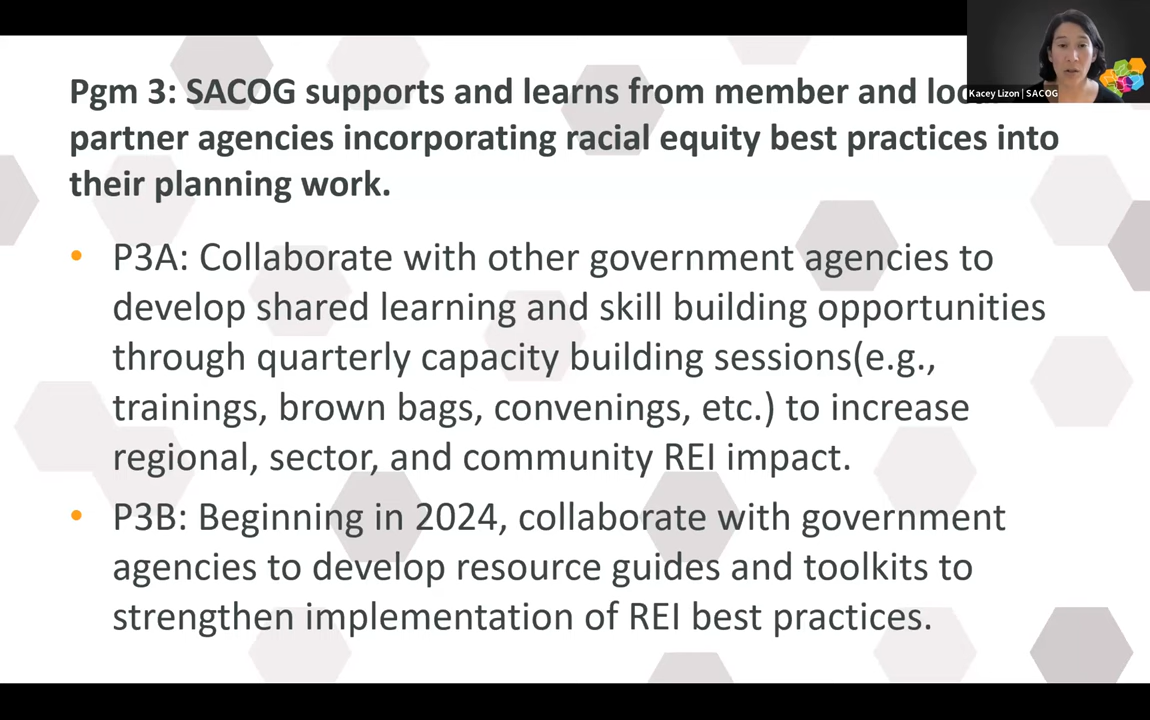 Pgm 3: SACOG supports and learns from member and
Kacey Lizon | SACOG
partner agencies incorporating racial equity best practices into
their planning work.
• P3A: Collaborate with other government agencies to
develop shared learning and skill building opportunities
through quarterly capacity building sessions(e.g.,
trainings, brown bags, convenings, etc.) to increase
regional, sector, and community REI impact.
• P3B: Beginning in 2024, collaborate with government
agencies to develop resource guides and toolkits to
strengthen implementation of REI best practices.